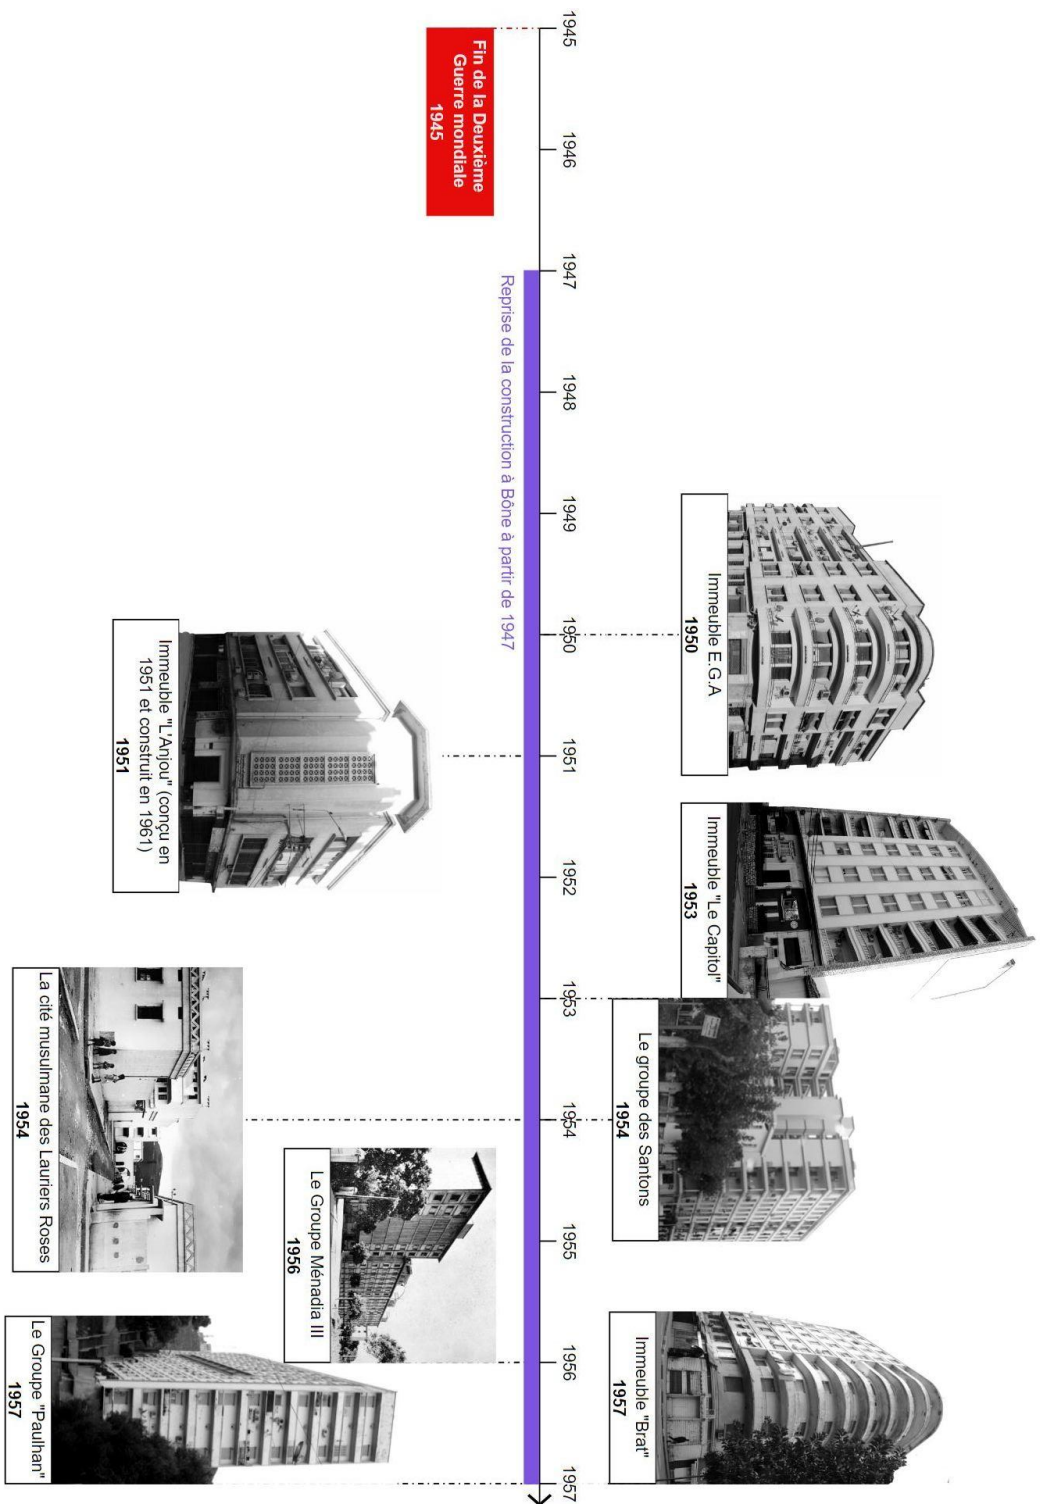 Immeuble E.G.A
1950
Immeuble "Le Capitol"
1953
Le groupe des Santons
1954
Immeuble "Brat"
1957
1945
1946
1947
1948
1949
1950
1951
1952
1953
1954
1955
1956
1957
Reprise de la construction à Bône à partir de 1947
Fin de la Deuxième
Guerre mondiale
1945
Immeuble "L'Anjou" (conçu en
1951 et construit en 1961)
1951
Le Groupe Ménadia III
1956
La cité musulmane des Lauriers Roses
1954
Le Groupe "Paulhan"
1957